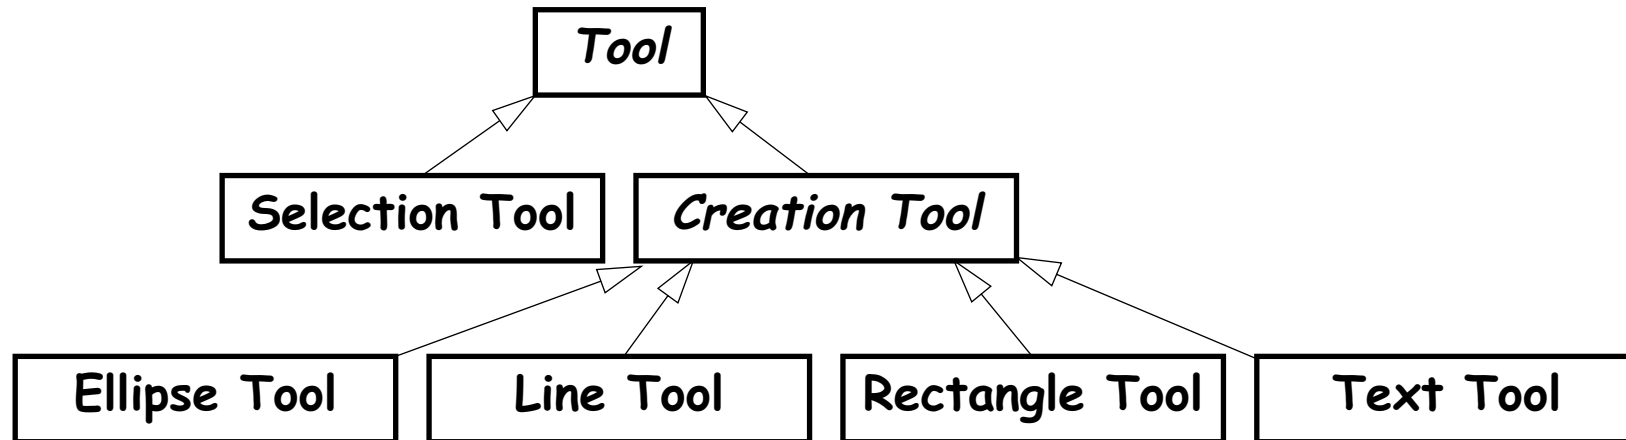 Tool
Selection Tool
Creation Tool
Ellipse Tool
Line Tool
Rectangle Tool
Text Tool